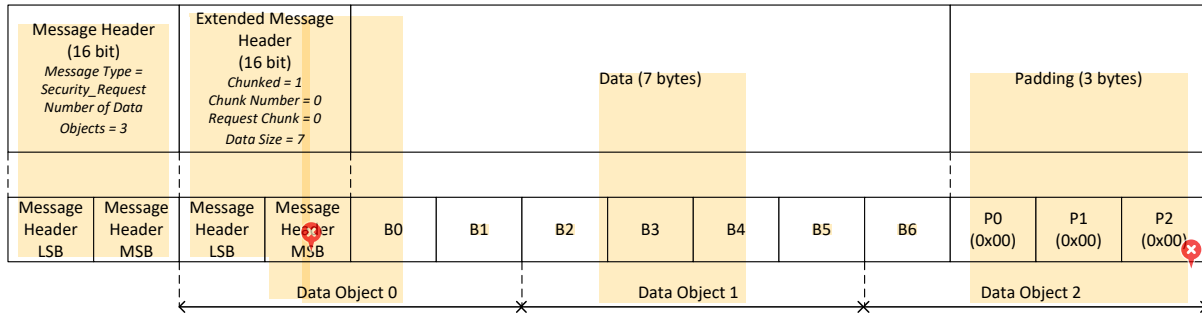 Message Header
(16 bit)
Message Type =
Security_Request
Number of Data
Objects = 3
Extended Message
Header
(16 bit)
Chunked = 1
Chunk Number = 0
Request Chunk = 0
Data Size = 7
Data (7 bytes)
Padding (3 bytes)
Message
Header
LSB
Message
Header
MSB
Message
Header
LSB
Message
Header
MSB
B0
B1
B2
B3
B4
B5
B6
P0
(0x00)
P1
(0x00)
P2
(0x00)
Data Object 0
Data Object 1
Data Object 2